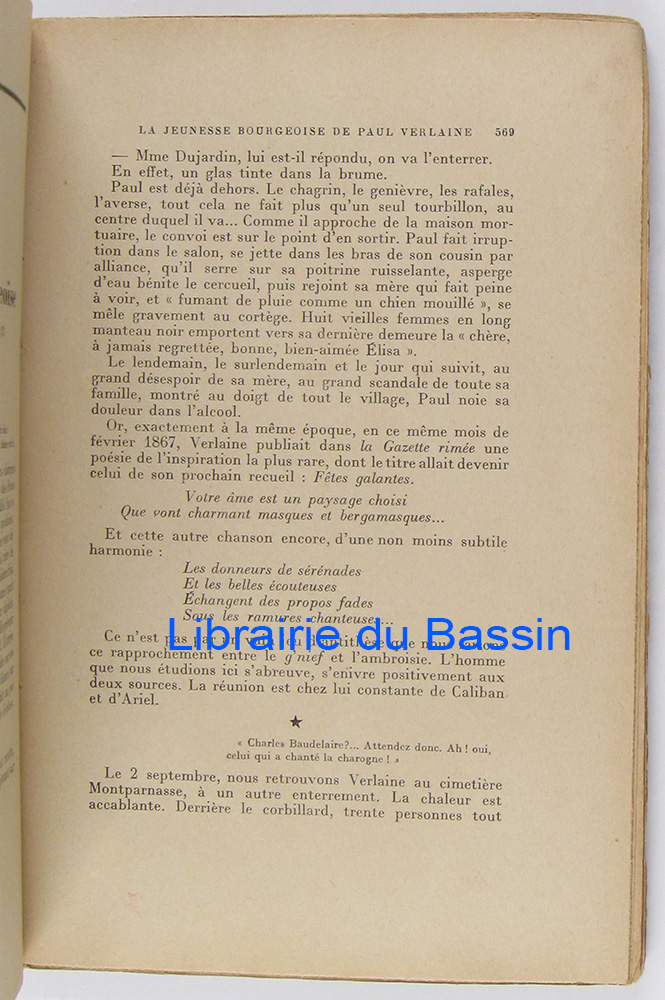 LA JEUNESSE BOURGEOISE DE PAUL VERLAINE 569
— Mme Dujardin, lui est-il répondu, on va l'enterrer.
En effet, un glas tinte dans la brume.
Paul est déjà dehors. Le chagrin, le genièvre, les rafales,
l'averse, tout cela ne fait plus qu'un seul tourbillon, au
centre duquel il va... Comme il approche de la maison mor-
tuaire, le convoi est sur le point d'en sortir. Paul fait irrup-
tion dans le salon, se jette dans les bras de son cousin par
alliance, qu'il serre sur sa poitrine ruisselante, asperge
d'eau bénite le cercueil, puis rejoint sa mère qui fait peine
à voir, et « fumant de pluie comme un chien mouillé », se
mêle gravement au cortège. Huit vieilles femmes en long
manteau noir emportent vers sa dernière demeure la « chère,
à jamais regrettée, bonne, bien-aimée Élisa ».
Le lendemain, le surlendemain et le jour qui suivit, au
grand désespoir de sa mère, au grand scandale de toute sa
famille, montré au doigt de tout le village, Paul noie sa
douleur dans l'alcool.
Or, exactement à la même époque, en ce même mois de
février 1867, Verlaine publiait dans la Gazette rimée une
poésie de l'inspiration la plus rare, dont le titre allait devenir
celui de son prochain recueil : Fêtes galantes.
Votre âme est un paysage choisi
Que vont charmant masques et bergamasques...
Et cette autre chanson encore, d'une non moins subtile
harmonie :
Les donneurs de sérénades
Et les belles écouteuses
Échangent des propos fades
Sous les ramures chanteuses...
Librairie du Bassin
Ce n'est pas par un d'antithèse que nous
ce rapprochement entre le g'nief et l'ambroisie. L'homme
que nous étudions ici s'abreuve, s'enivre positivement aux
deux sources. La réunion est chez lui constante de Caliban
et d'Ariel.
★
« Charles Baudelaire?... Attendez donc. Ah ! oui,
celui qui a chanté la charogne ! »
Le 2 septembre, nous retrouvons Verlaine au cimetière
Montparnasse, à un autre enterrement. La chaleur est
accablante. Derrière le corbillard, trente personnes tout